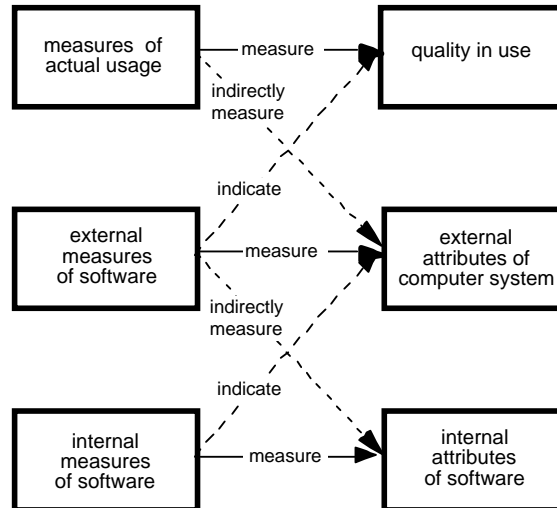 measures of
actual usage
measure
quality in use
indirectly
measure
indicate
external
measures
of software
measure
external
attributes of
computer system
indirectly
measure
indicate
internal
measures
of software
measure
internal
attributes
of software